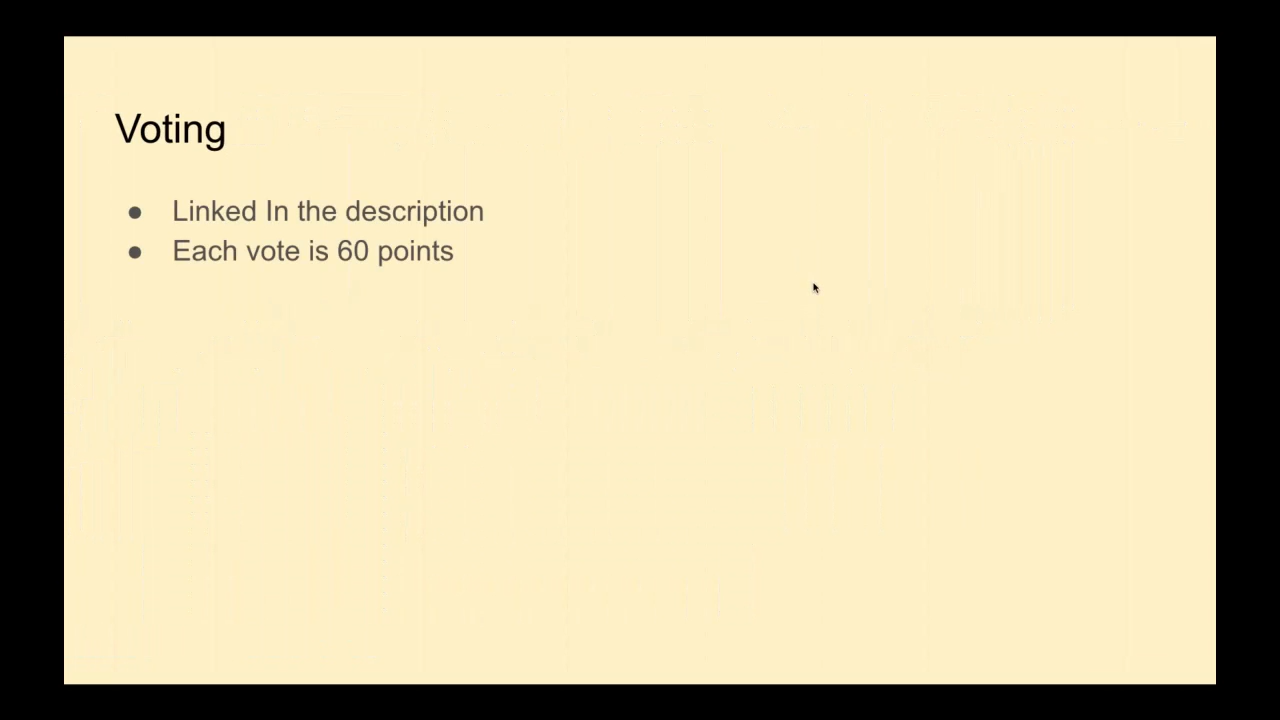 Voting
● Linked In the description
● Each vote is 60 points